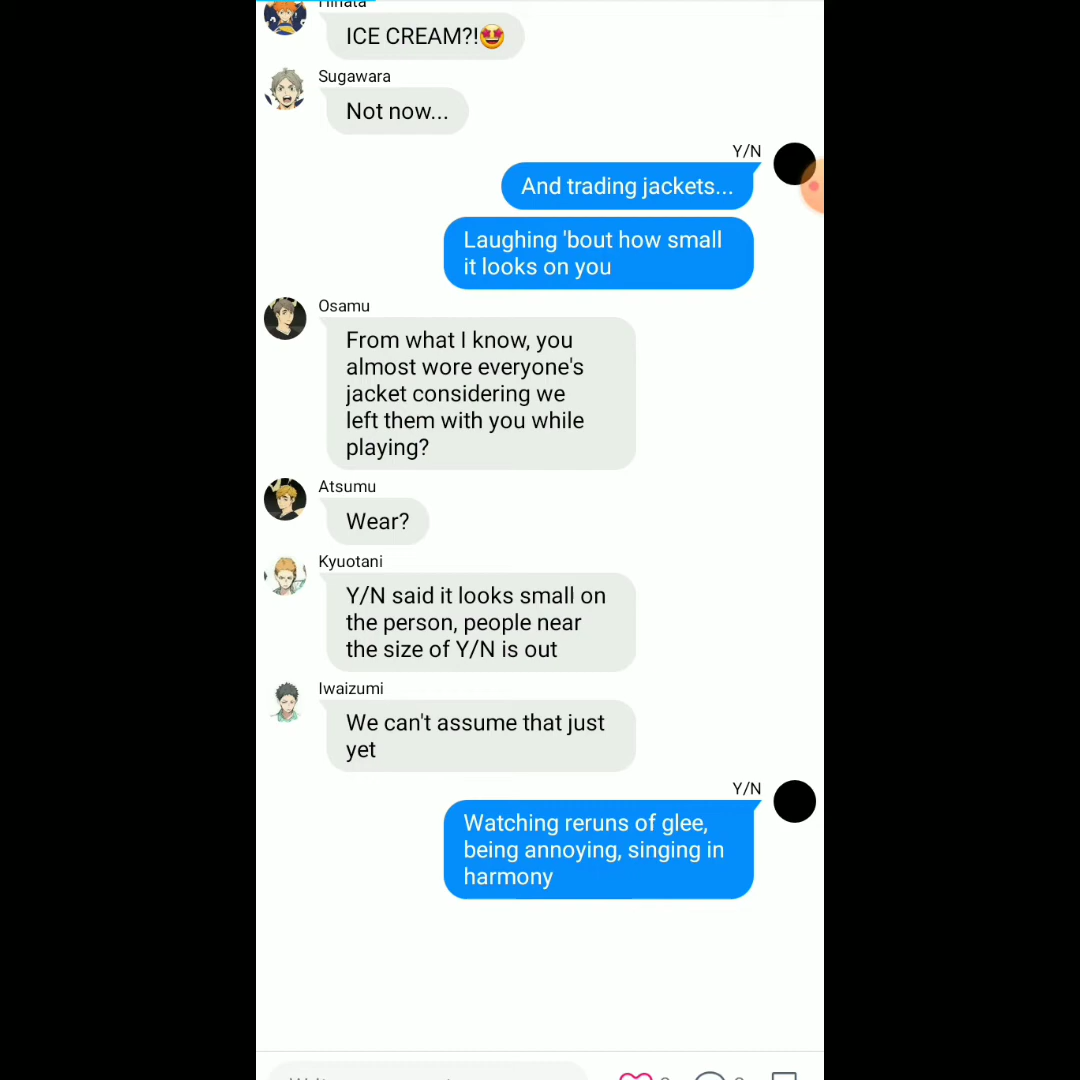 Hinata
ICE CREAM?!🤩
Sugawara
Not now...
Y/N
And trading jackets...
Laughing 'bout how small
it looks on you
Osamu
From what I know, you
almost wore everyone's
jacket considering we
left them with you while
playing?
Atsumu
Wear?
Kyuotani
Y/N said it looks small on
the person, people near
the size of Y/N is out
Iwaizumi
We can't assume that just
yet
Y/N
Watching reruns of glee,
being annoying, singing in
harmony